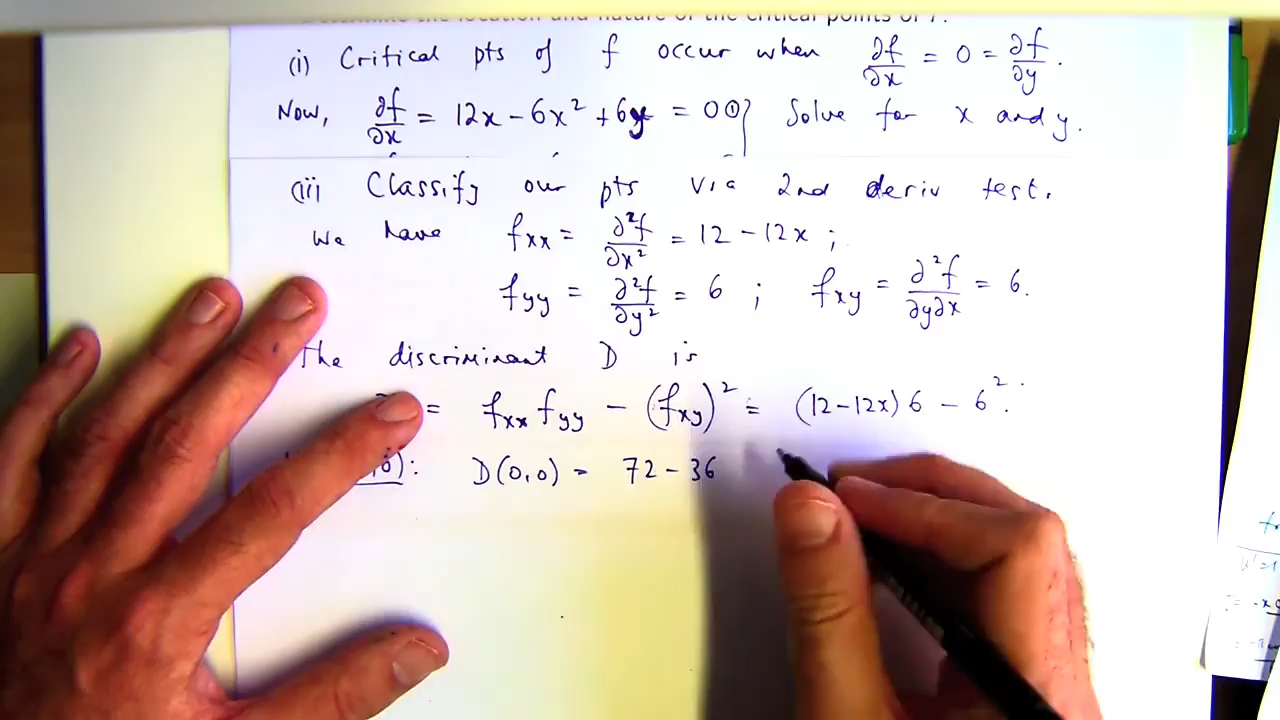 (i) Critical pts of f occur when ∂f/∂x = 0 = ∂f/∂y.
Now, ∂f/∂x = 12x - 6x² + 6y = 0 ① } Solve for x and y.
(ii) Classify our pts via 2nd deriv test.
We have fxx = ∂²f/∂x² = 12 - 12x ;
fyy = ∂²f/∂y² = 6 ; fxy = ∂²f/∂y∂x = 6.
The discriminant D is
= fxx fyy - (fxy)² = (12-12x) 6 - 6².
,0): D(0,0) = 72 - 36